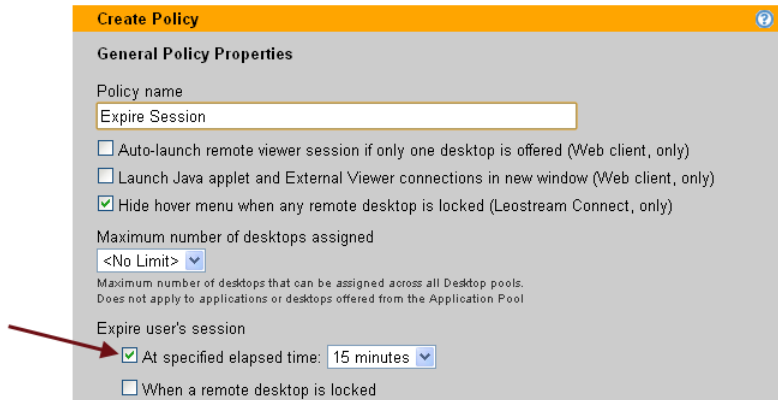 Create Policy
?
General Policy Properties
Policy name
Expire Session
Auto-launch remote viewer session if only one desktop is offered (Web client, only)
Launch Java applet and External Viewer connections in new window (Web client, only)
Hide hover menu when any remote desktop is locked (Leostream Connect, only)
Maximum number of desktops assigned
<No Limit>
Maximum number of desktops that can be assigned across all Desktop pools.
Does not apply to applications or desktops offered from the Application Pool
Expire user's session
At specified elapsed time: 15 minutes
When a remote desktop is locked